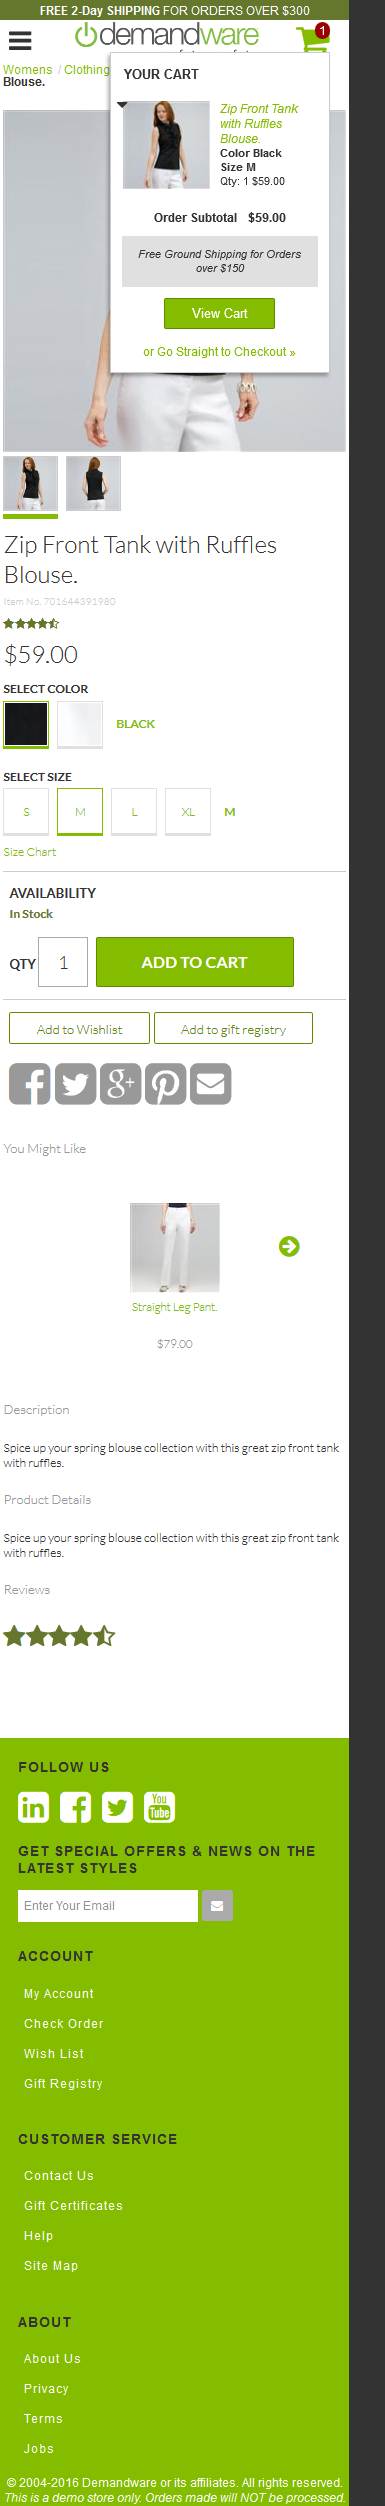 FREE 2-Day SHIPPING FOR ORDERS OVER $300
demandware
1
Womens / Clothing
Blouse.
YOUR CART
Zip Front Tank
with Ruffles
Blouse.
Color Black
Size M
Qty: 1 $59.00
Order Subtotal $59.00
Free Ground Shipping for Orders
over $150
View Cart
or Go Straight to Checkout »
Zip Front Tank with Ruffles
Blouse.
Item No. 701644391980
$59.00
SELECT COLOR
BLACK
SELECT SIZE
S M L XL M
Size Chart
AVAILABILITY
In Stock
QTY 1 ADD TO CART
Add to Wishlist Add to gift registry
You Might Like
Straight Leg Pant.
$79.00
Description
Spice up your spring blouse collection with this great zip front tank
with ruffles.
Product Details
Spice up your spring blouse collection with this great zip front tank
with ruffles.
Reviews
FOLLOW US
You
Tube
GET SPECIAL OFFERS & NEWS ON THE
LATEST STYLES
Enter Your Email
ACCOUNT
My Account
Check Order
Wish List
Gift Registry
CUSTOMER SERVICE
Contact Us
Gift Certificates
Help
Site Map
ABOUT
About Us
Privacy
Terms
Jobs
© 2004-2016 Demandware or its affiliates. All rights reserved.
This is a demo store only. Orders made will NOT be processed.